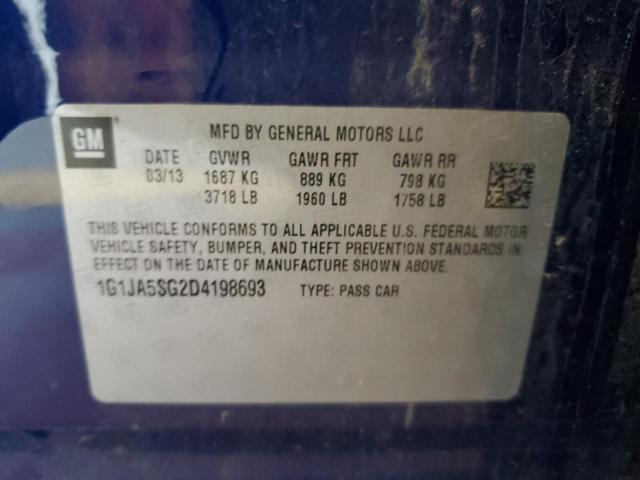 GM
MFD BY GENERAL MOTORS LLC
DATE GVWR GAWR FRT GAWR RR
03/13 1687 KG 889 KG 798 KG
3718 LB 1960 LB 1758 LB
THIS VEHICLE CONFORMS TO ALL APPLICABLE U.S. FEDERAL MOTOR
VEHICLE SAFETY, BUMPER, AND THEFT PREVENTION STANDARDS IN
EFFECT ON THE DATE OF MANUFACTURE SHOWN ABOVE.
1G1JA5SG2D4198693 TYPE: PASS CAR